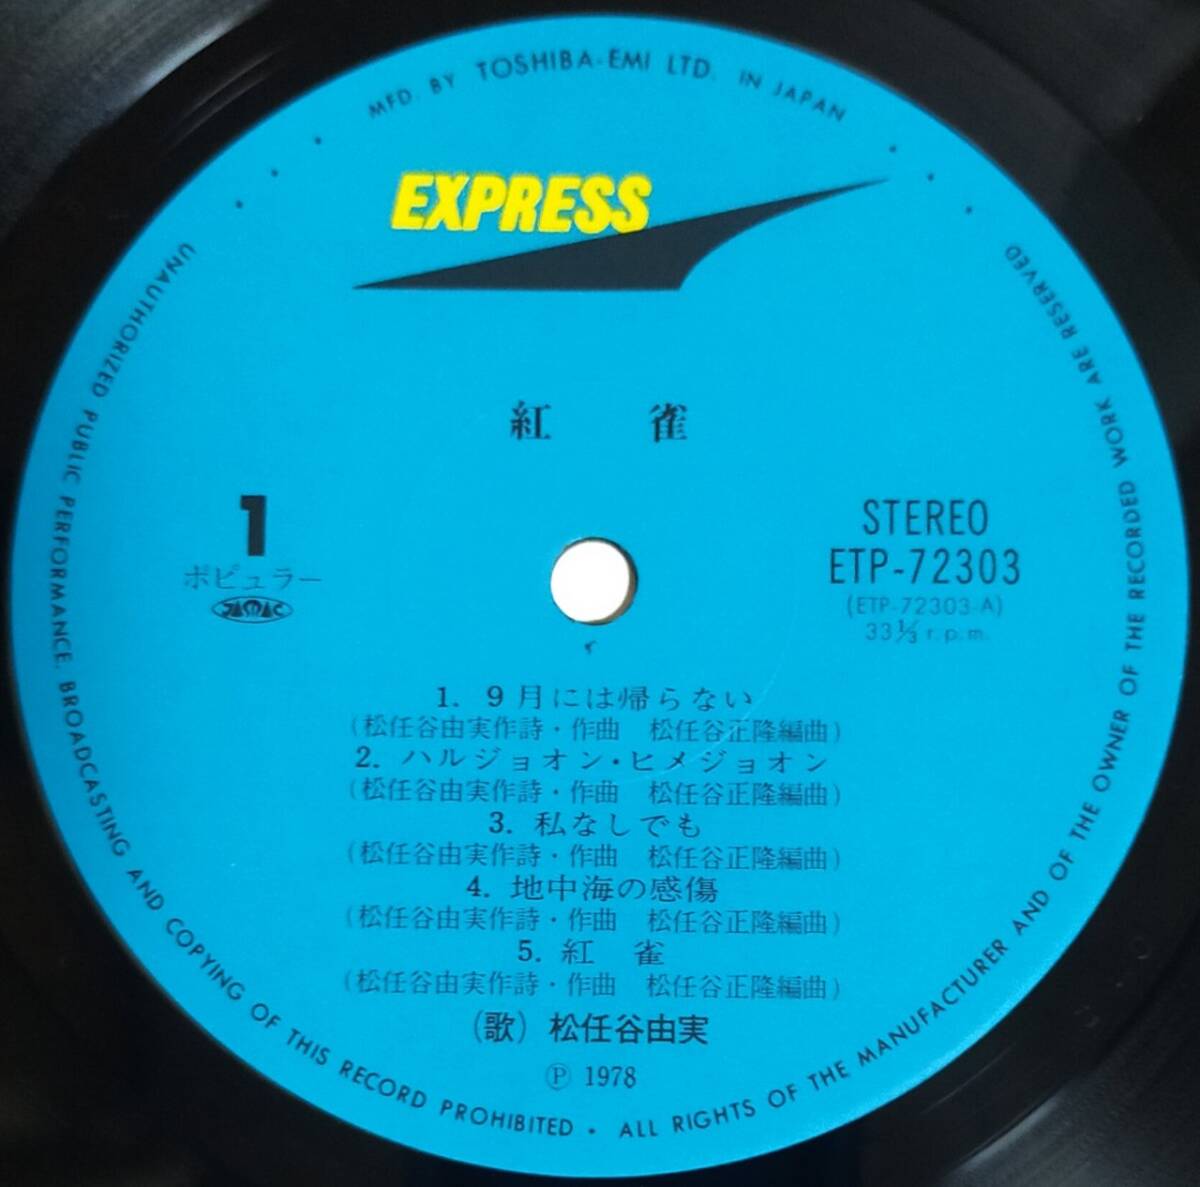 MFD. BY TOSHIBA-EMI LTD. IN JAPAN
EXPRESS
紅 雀
1
ポピュラー
JASRAC
STEREO
ETP-72303
(ETP-72303-A)
33⅓ r.p.m.
1. 9月には帰らない
(松任谷由実作詩・作曲 松任谷正隆編曲)
2. ハルジョオン・ヒメジョオン
(松任谷由実作詩・作曲 松任谷正隆編曲)
3. 私なしでも
(松任谷由実作詩・作曲 松任谷正隆編曲)
4. 地中海の感傷
(松任谷由実作詩・作曲 松任谷正隆編曲)
5. 紅 雀
(松任谷由実作詩・作曲 松任谷正隆編曲)
(歌) 松任谷由実
Ⓟ 1978
UNAUTHORIZED PUBLIC PERFORMANCE, BROADCASTING AND COPYING OF THIS RECORD PROHIBITED • ALL RIGHTS OF THE MANUFACTURER AND OF THE OWNER OF THE RECORDED WORK ARE RESERVED